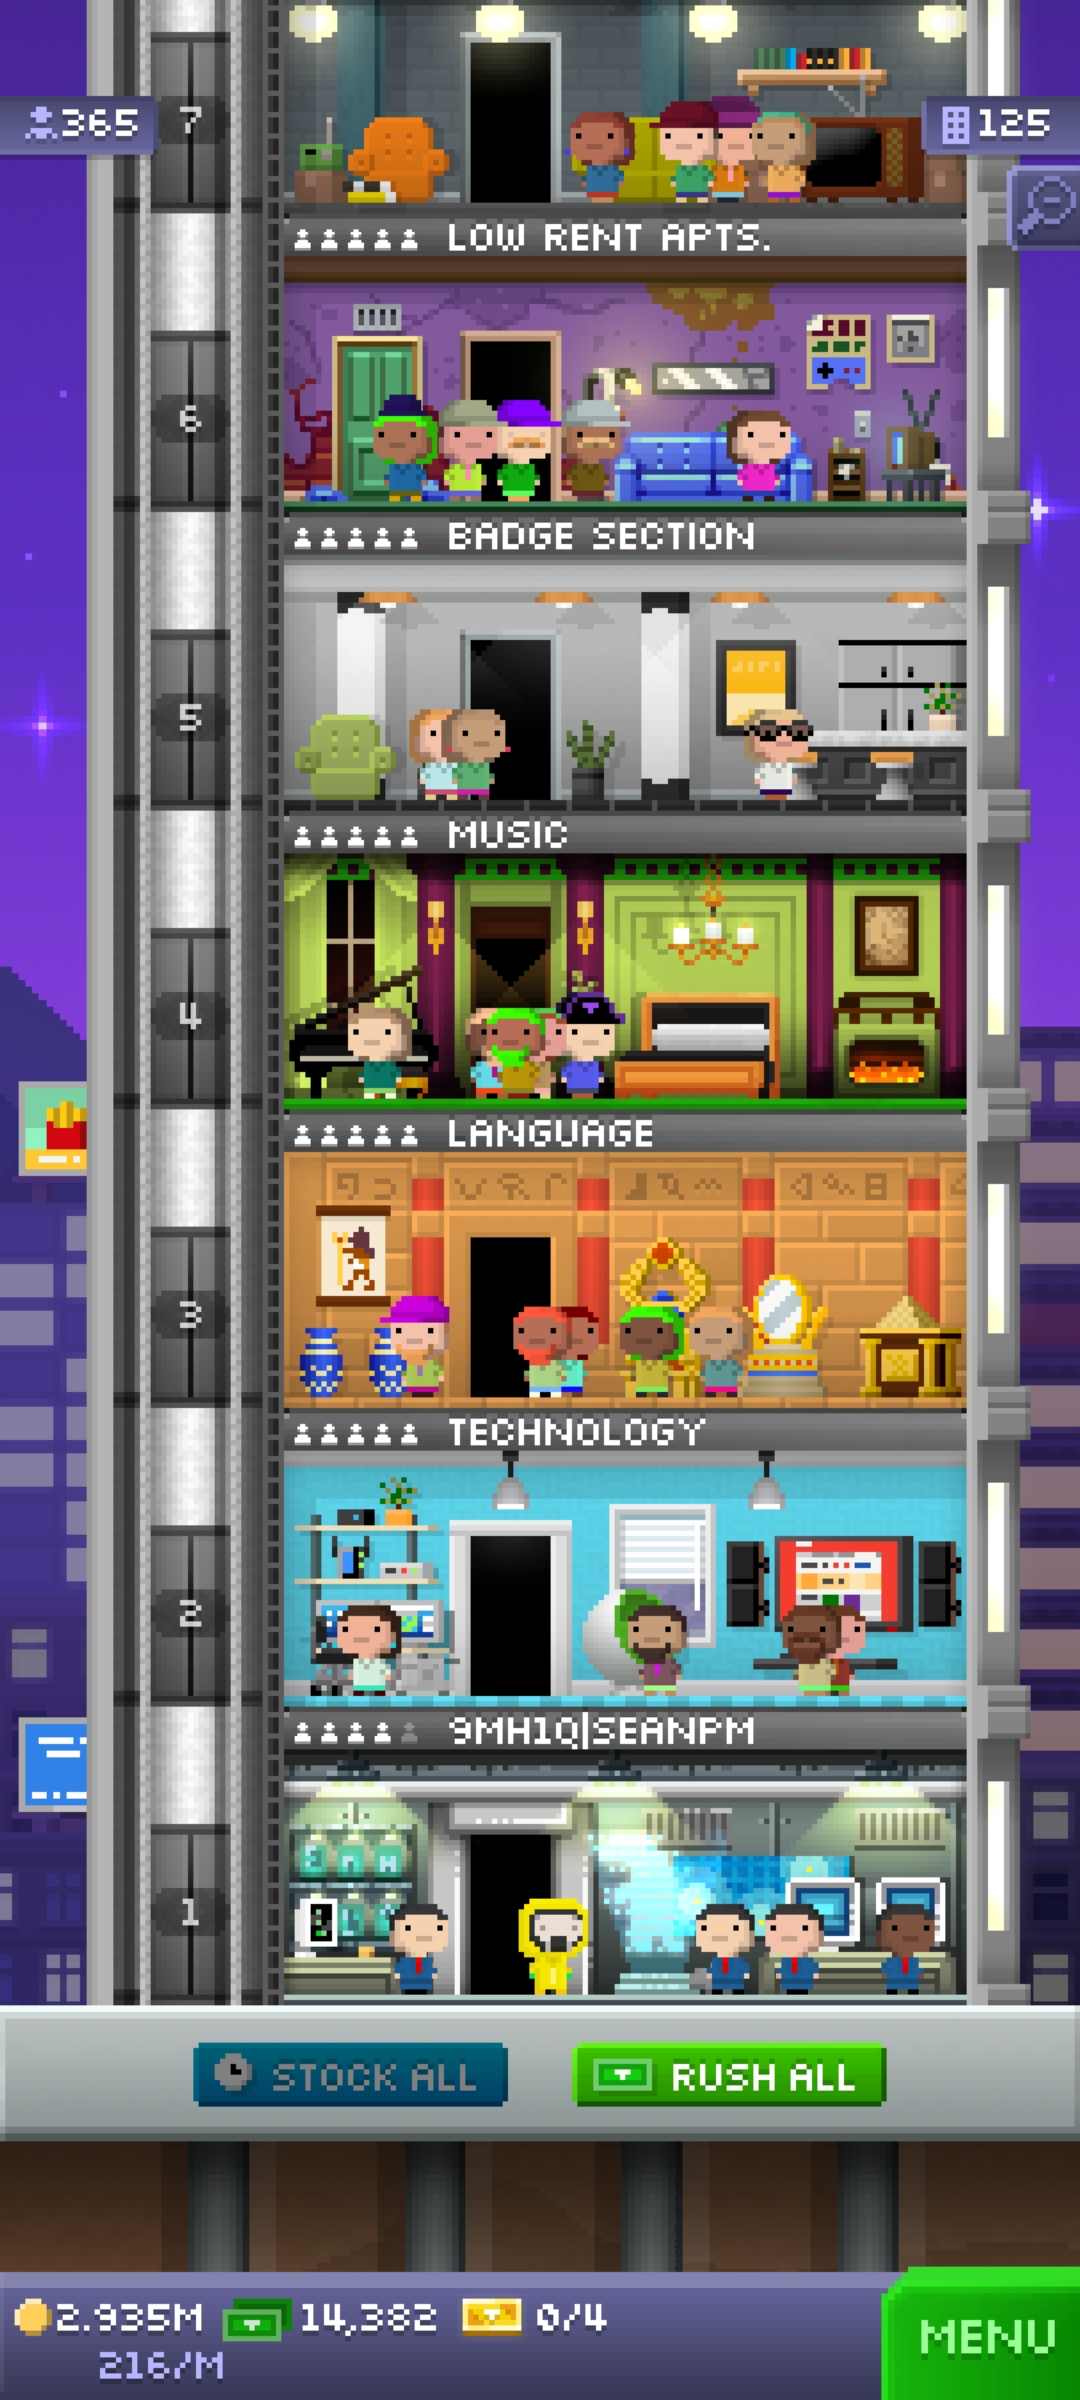 365
7
125
LOW RENT APTS.
6
BADGE SECTION
5
MUSIC
4
LANGUAGE
3
TECHNOLOGY
2
9MH1Q|SEANPM
1
STOCK ALL
RUSH ALL
2.935M
14,382
0/4
216/M
MENU